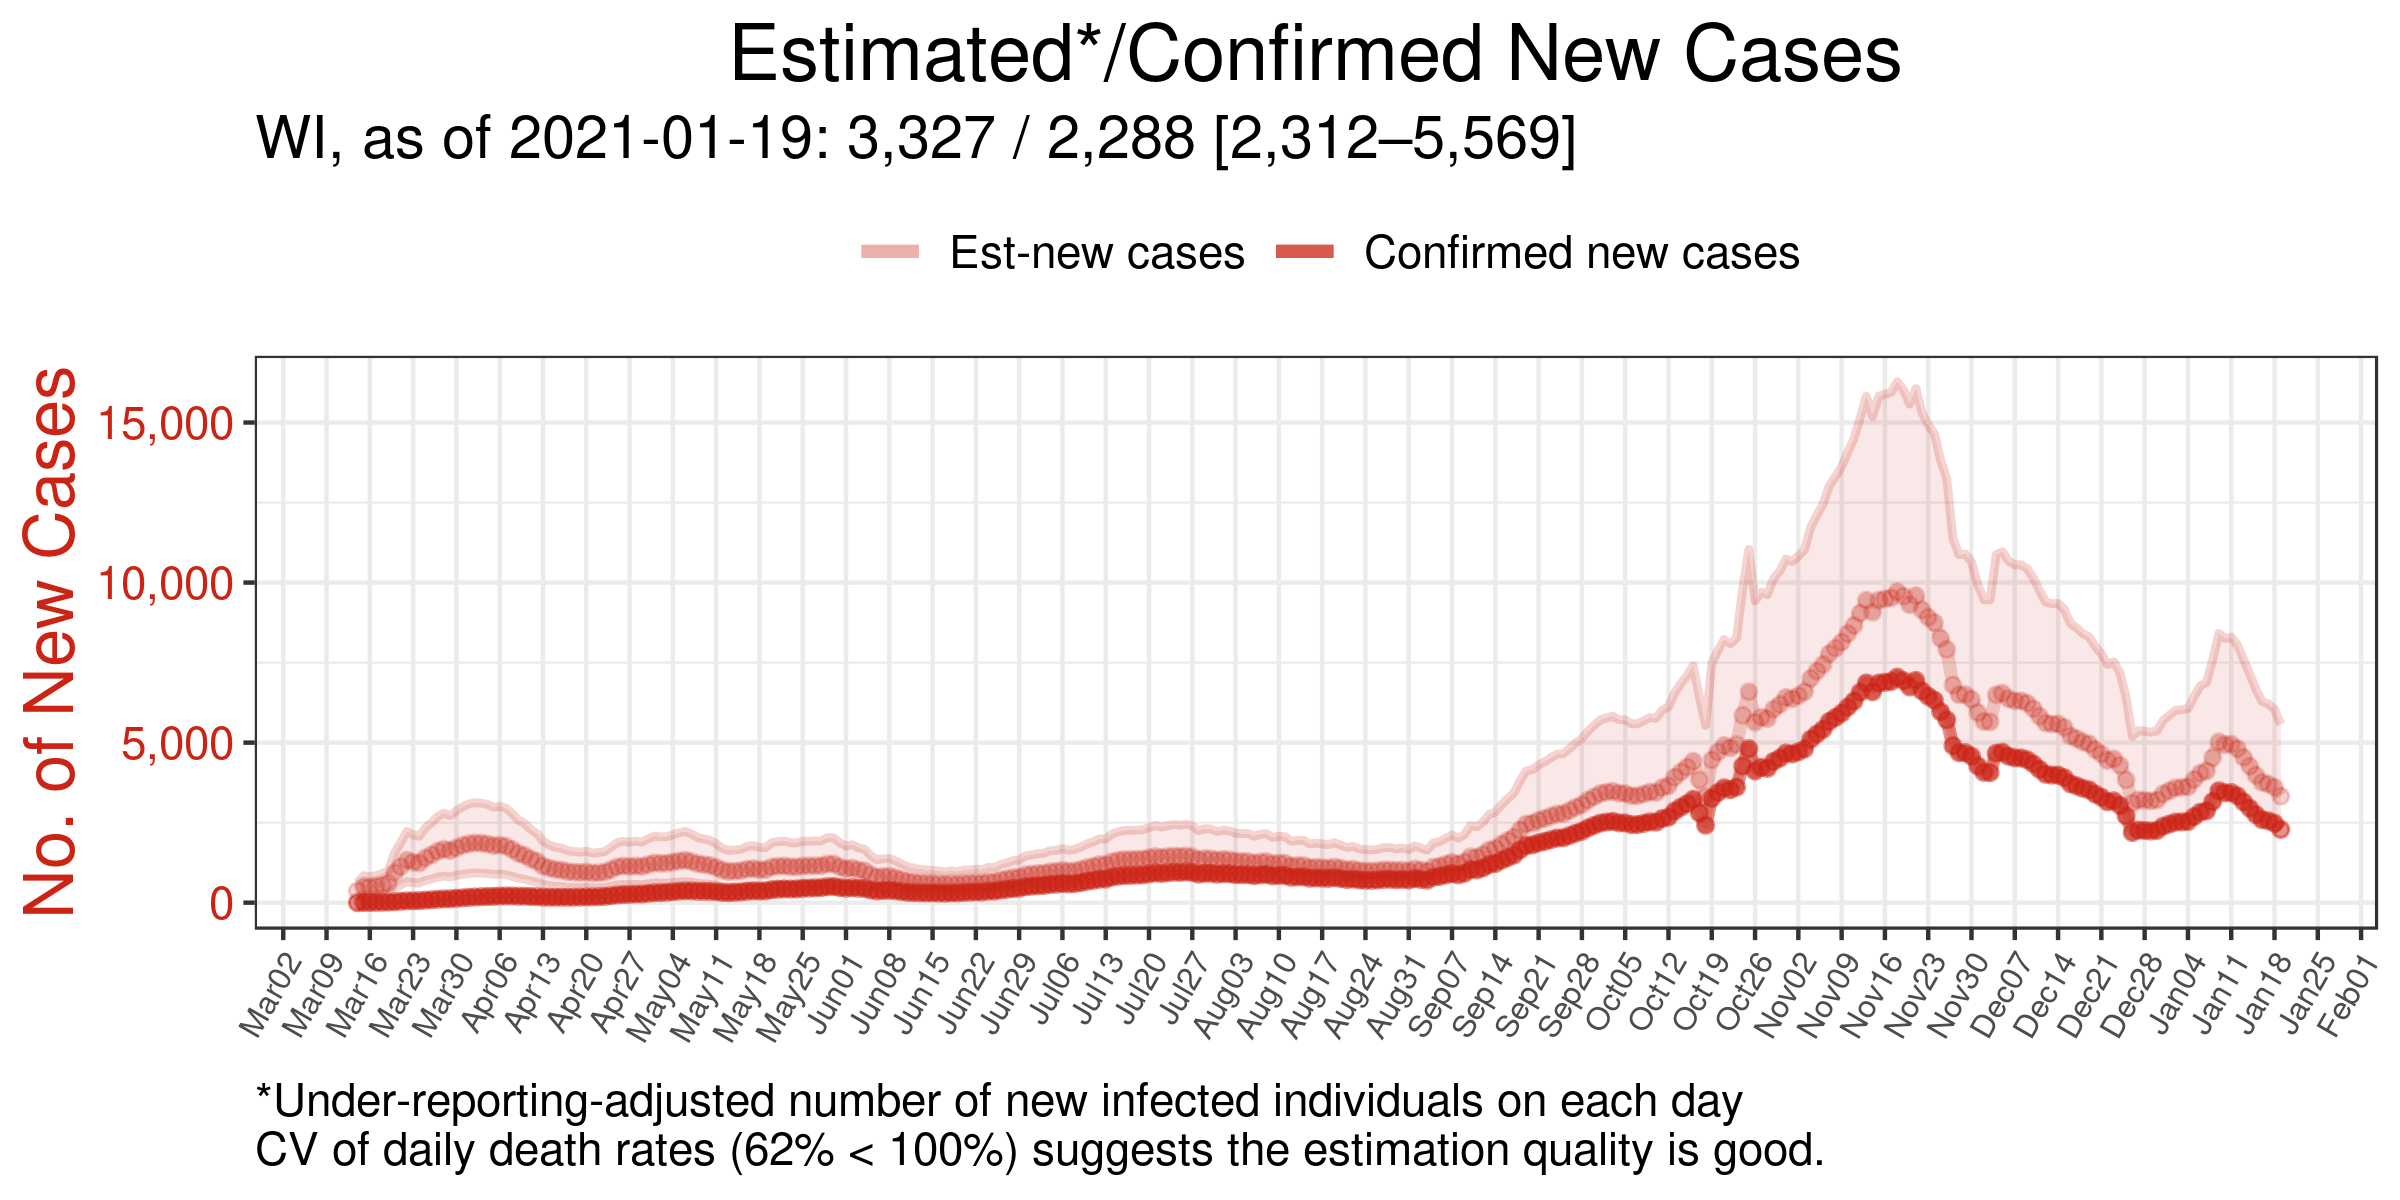 Estimated*/Confirmed New Cases
WI, as of 2021-01-19: 3,327 / 2,288 [2,312–5,569]
Est-new cases
Confirmed new cases
No. of New Cases
15,000
10,000
5,000
0
Mar02
Mar09
Mar16
Mar23
Mar30
Apr06
Apr13
Apr20
Apr27
May04
May11
May18
May25
Jun01
Jun08
Jun15
Jun22
Jun29
Jul06
Jul13
Jul20
Jul27
Aug03
Aug10
Aug17
Aug24
Aug31
Sep07
Sep14
Sep21
Sep28
Oct05
Oct12
Oct19
Oct26
Nov02
Nov09
Nov16
Nov23
Nov30
Dec07
Dec14
Dec21
Dec28
Jan04
Jan11
Jan18
Jan25
Feb01
*Under-reporting-adjusted number of new infected individuals on each day
CV of daily death rates (62% < 100%) suggests the estimation quality is good.